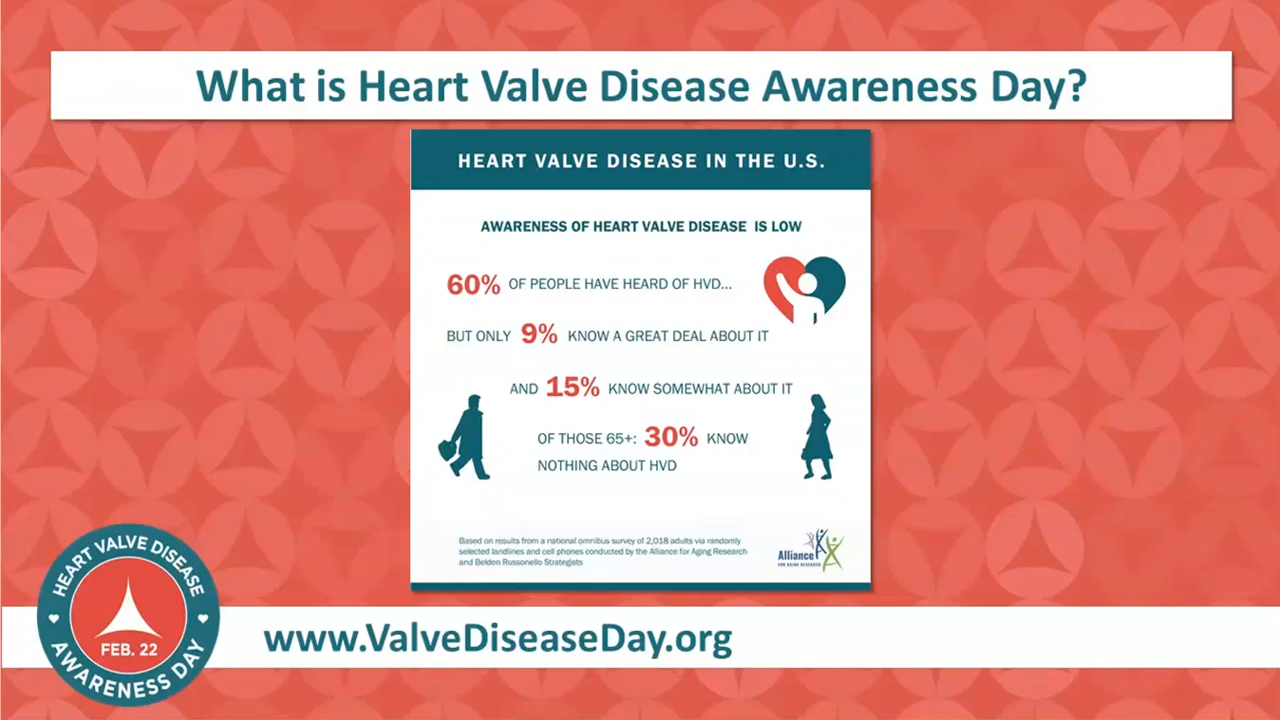 What is Heart Valve Disease Awareness Day?
HEART VALVE DISEASE IN THE U.S.
AWARENESS OF HEART VALVE DISEASE IS LOW
60% OF PEOPLE HAVE HEARD OF HVD...
BUT ONLY 9% KNOW A GREAT DEAL ABOUT IT
AND 15% KNOW SOMEWHAT ABOUT IT
OF THOSE 65+: 30% KNOW
NOTHING ABOUT HVD
Based on results from a national omnibus survey of 2,018 adults via randomly
selected landlines and cell phones conducted by the Alliance for Aging Research
and Belden Russonello Strategists
Alliance
FOR AGING RESEARCH
HEART VALVE DISEASE
FEB. 22
AWARENESS DAY
www.ValveDiseaseDay.org